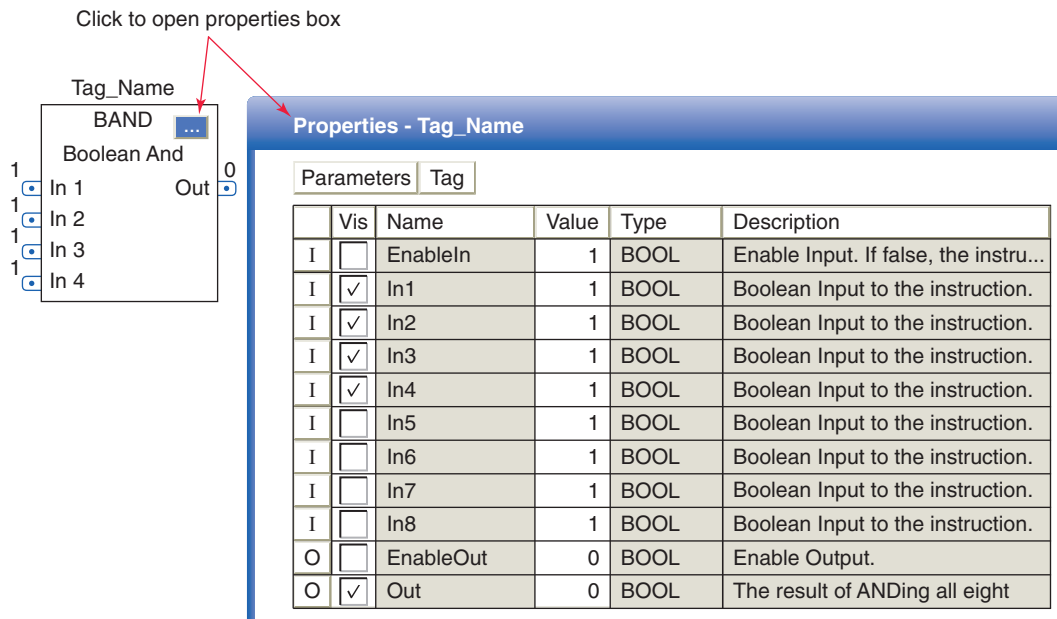 Click to open properties box
Tag_Name
BAND ...
Boolean And
1 In 1 Out 0
1 In 2
1 In 3
1 In 4
Properties - Tag_Name
Parameters Tag
Vis Name Value Type Description
I EnableIn 1 BOOL Enable Input. If false, the instru...
I ✓ In1 1 BOOL Boolean Input to the instruction.
I ✓ In2 1 BOOL Boolean Input to the instruction.
I ✓ In3 1 BOOL Boolean Input to the instruction.
I ✓ In4 1 BOOL Boolean Input to the instruction.
I In5 1 BOOL Boolean Input to the instruction.
I In6 1 BOOL Boolean Input to the instruction.
I In7 1 BOOL Boolean Input to the instruction.
I In8 1 BOOL Boolean Input to the instruction.
O EnableOut 0 BOOL Enable Output.
O ✓ Out 0 BOOL The result of ANDing all eight